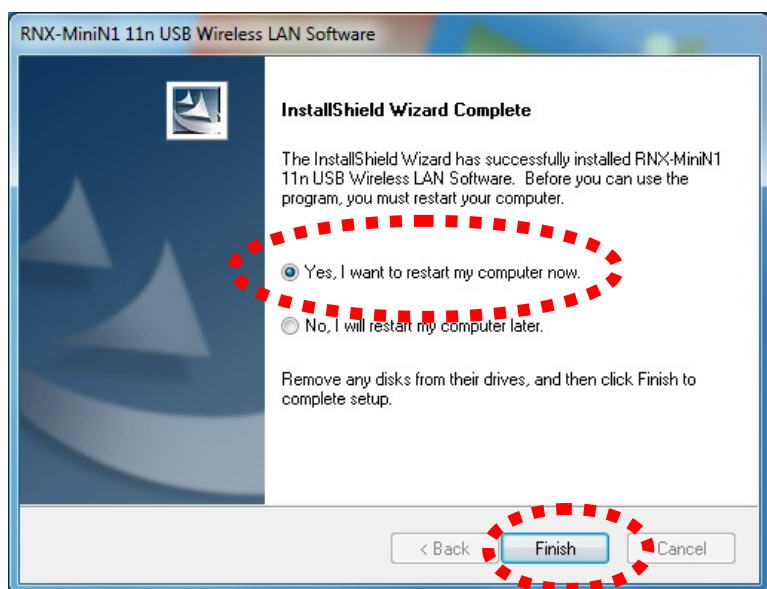 RNX-MiniN1 11n USB Wireless LAN Software
InstallShield Wizard Complete
The InstallShield Wizard has successfully installed RNX-MiniN1
11n USB Wireless LAN Software. Before you can use the
program, you must restart your computer.
Yes, I want to restart my computer now.
No, I will restart my computer later.
Remove any disks from their drives, and then click Finish to
complete setup.
< Back
Finish
Cancel